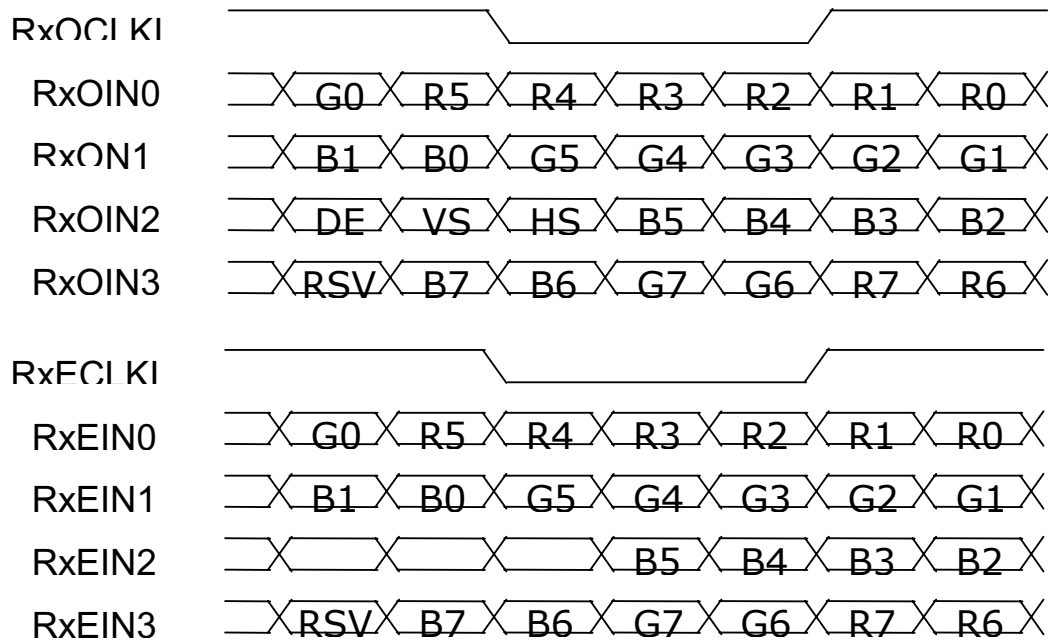 RxOCLKI
RxOIN0 G0 R5 R4 R3 R2 R1 R0
RxON1 B1 B0 G5 G4 G3 G2 G1
RxOIN2 DE VS HS B5 B4 B3 B2
RxOIN3 RSV B7 B6 G7 G6 R7 R6
RxECLKI
RxEIN0 G0 R5 R4 R3 R2 R1 R0
RxEIN1 B1 B0 G5 G4 G3 G2 G1
RxEIN2 B5 B4 B3 B2
RxEIN3 RSV B7 B6 G7 G6 R7 R6